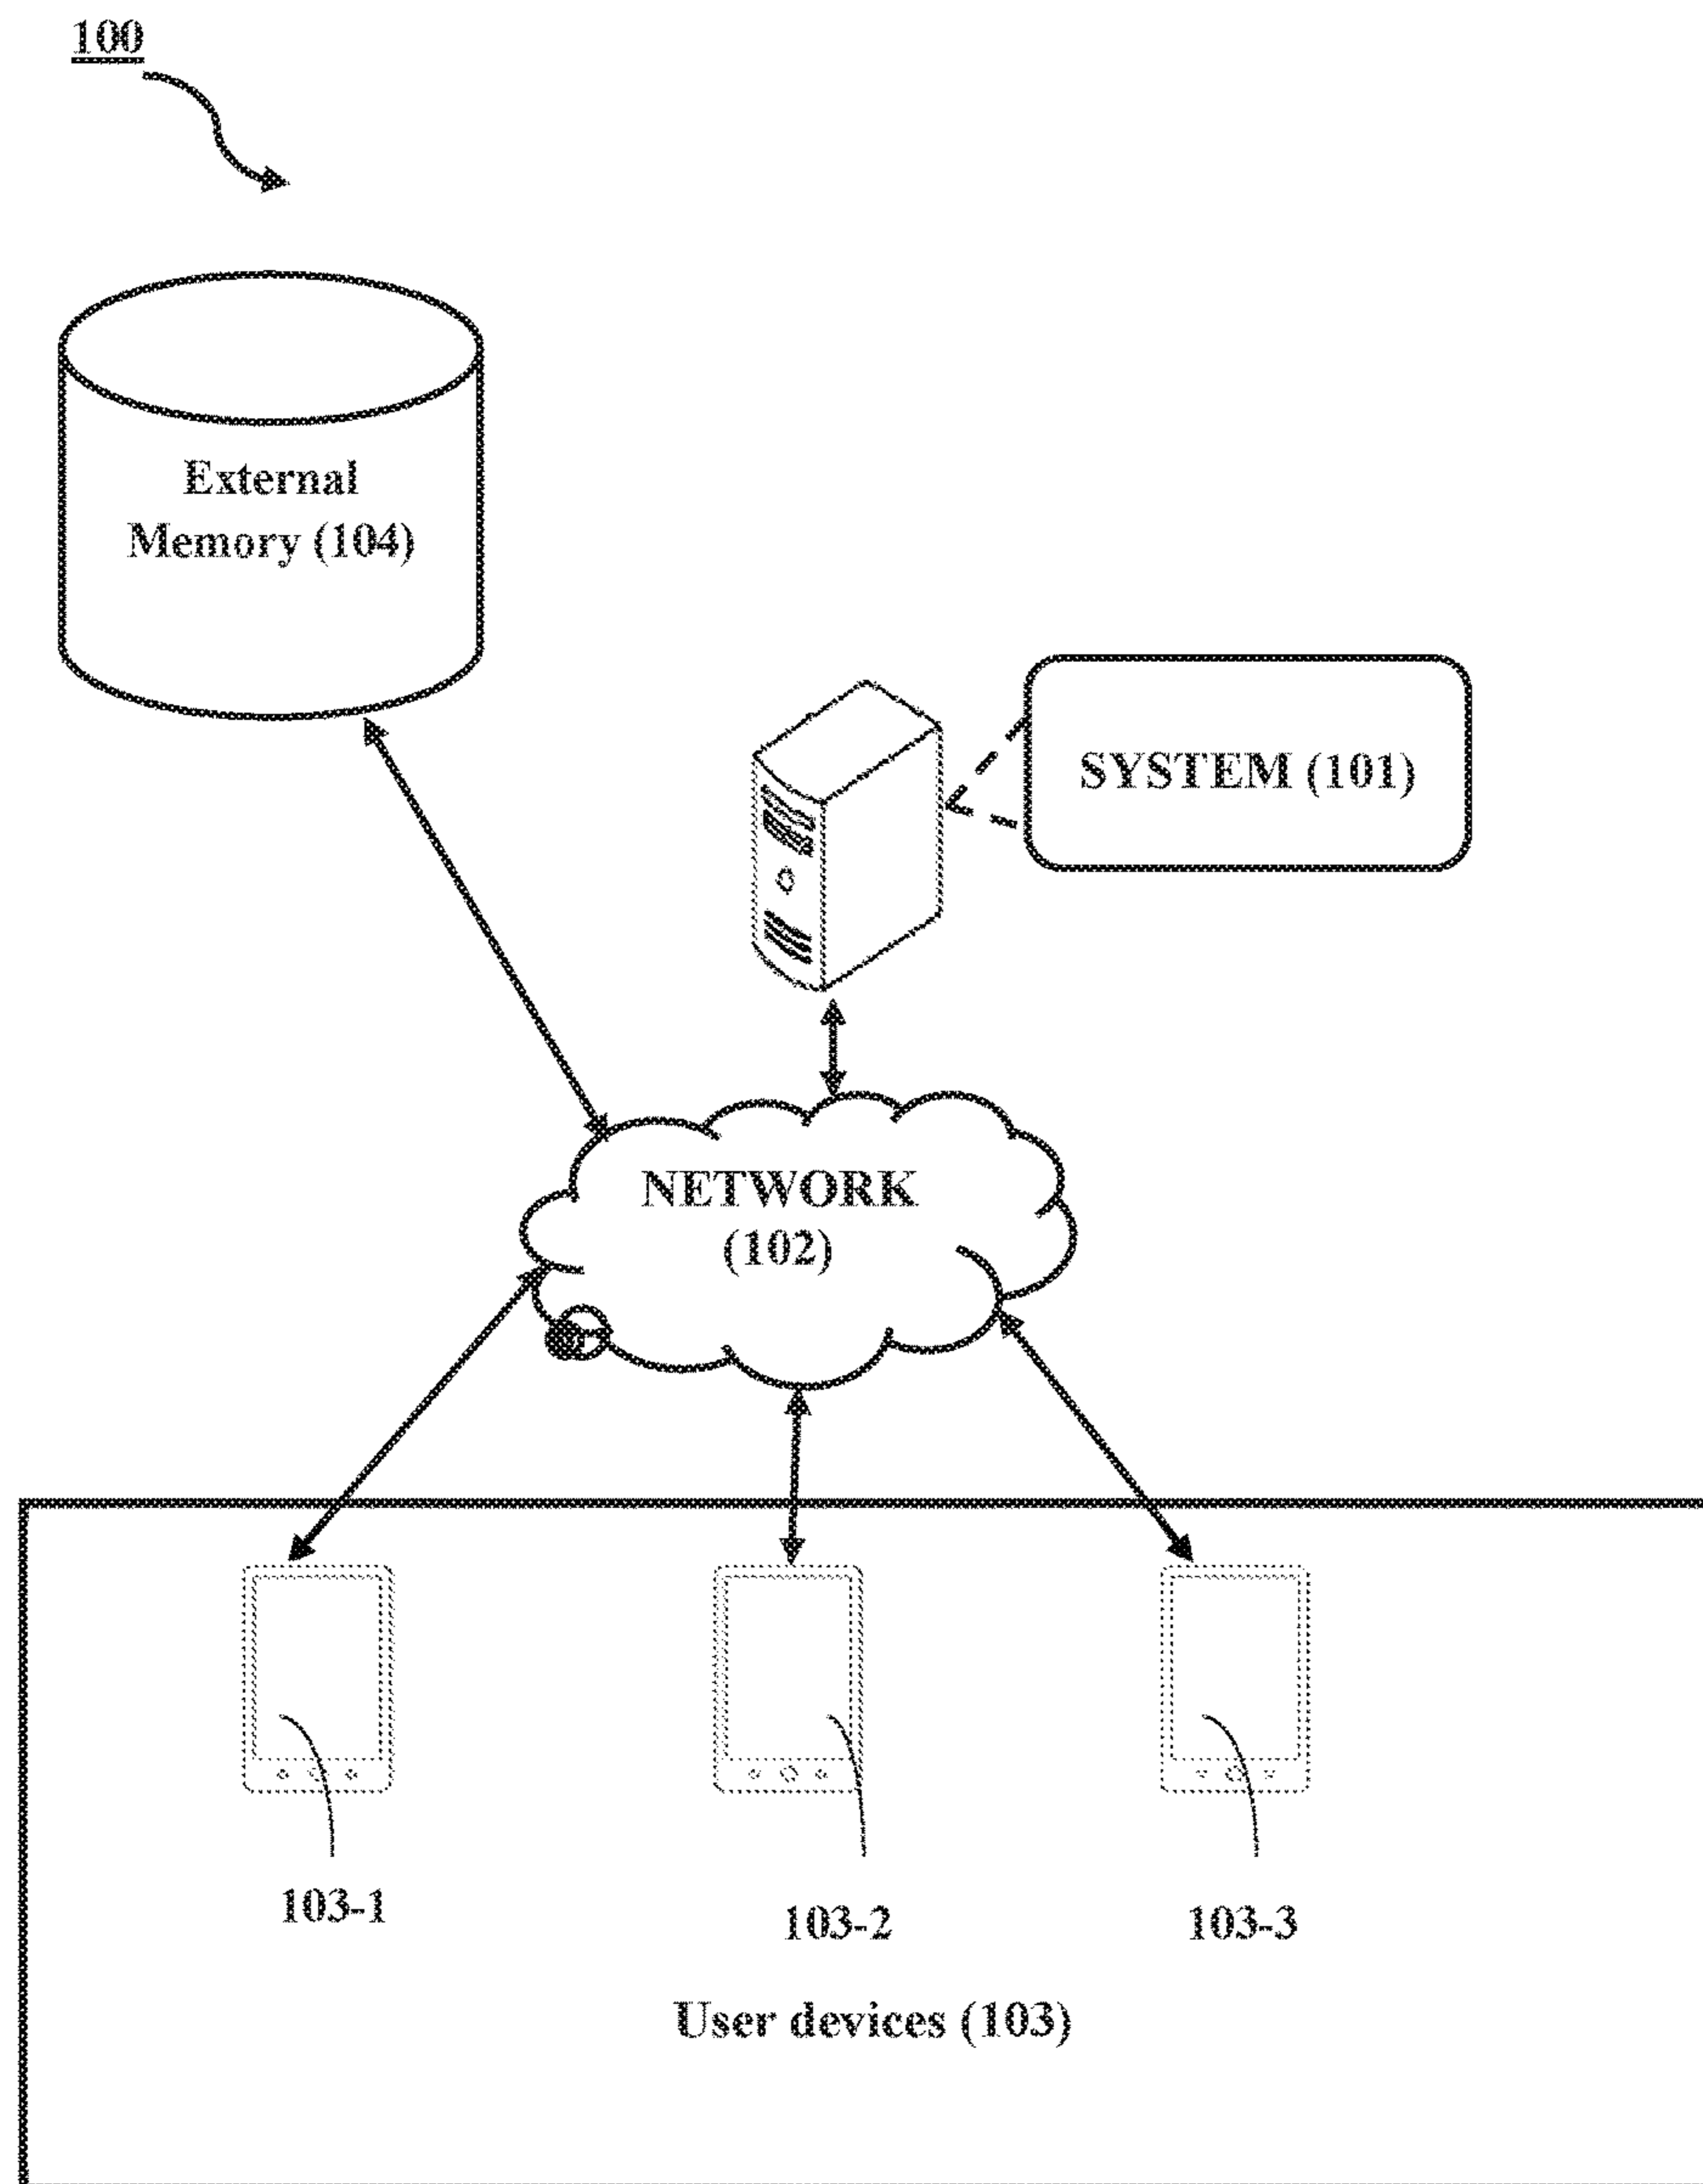 100
External
Memory (104)
SYSTEM (101)
NETWORK
(102)
103-1
103-2
103-3
User devices (103)